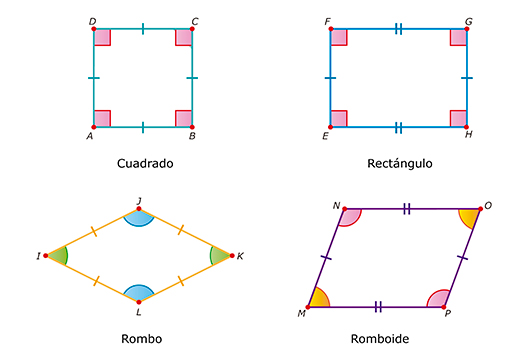 D C F G
A B E H
Cuadrado Rectángulo
J N O
I K
L M P
Rombo Romboide